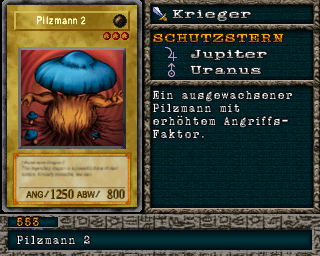 Pilzmann 2
ANG/ 1250 ABW/ 800
Krieger
SCHUTZSTERN
Jupiter
Uranus
Ein ausgewachsener
Pilzmann mit
erhöhtem Angriffs-
Faktor.
553
Pilzmann 2